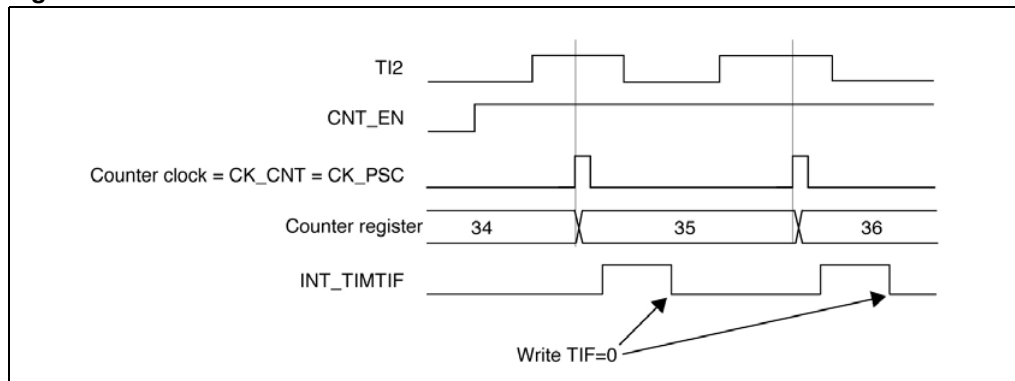 TI2
CNT_EN
Counter clock = CK_CNT = CK_PSC
Counter register 34 35 36
INT_TIMTIF
Write TIF=0